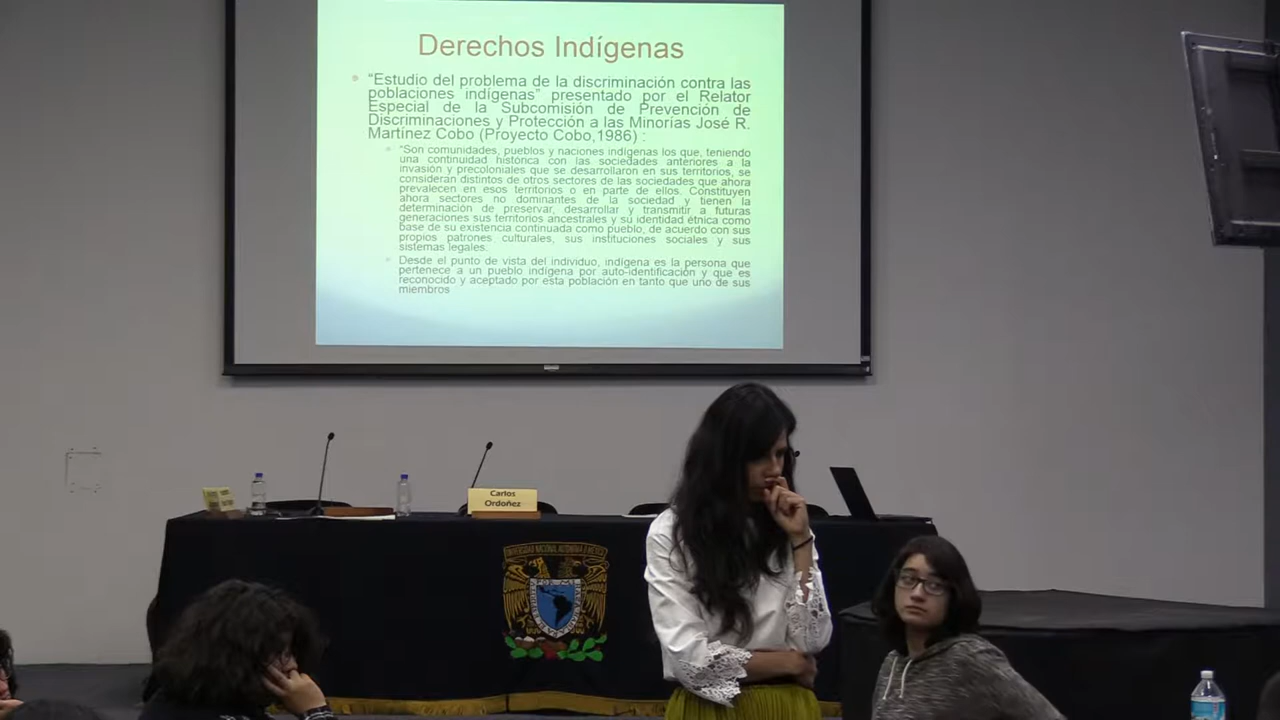 Derechos Indígenas
“Estudio del problema de la discriminación contra las
poblaciones indígenas” presentado por el Relator
Especial de la Subcomisión de Prevención de
Discriminaciones y Protección a las Minorías José R.
Martínez Cobo (Proyecto Cobo,1986) :
“Son comunidades, pueblos y naciones indígenas los que, teniendo
una continuidad histórica con las sociedades anteriores a la
invasión y precoloniales que se desarrollaron en sus territorios, se
consideran distintos de otros sectores de las sociedades que ahora
prevalecen en esos territorios o en parte de ellos. Constituyen
ahora sectores no dominantes de la sociedad y tienen la
determinación de preservar, desarrollar y transmitir a futuras
generaciones sus territorios ancestrales y su identidad étnica como
base de su existencia continuada como pueblo, de acuerdo con sus
propios patrones culturales, sus instituciones sociales y sus
sistemas legales.
Desde el punto de vista del individuo, indígena es la persona que
pertenece a un pueblo indígena por auto-identificación y que es
reconocido y aceptado por esta población en tanto que uno de sus
miembros
Carlos
Ordoñez
UNIVERSIDAD NACIONAL AUTONOMA D MEXICO